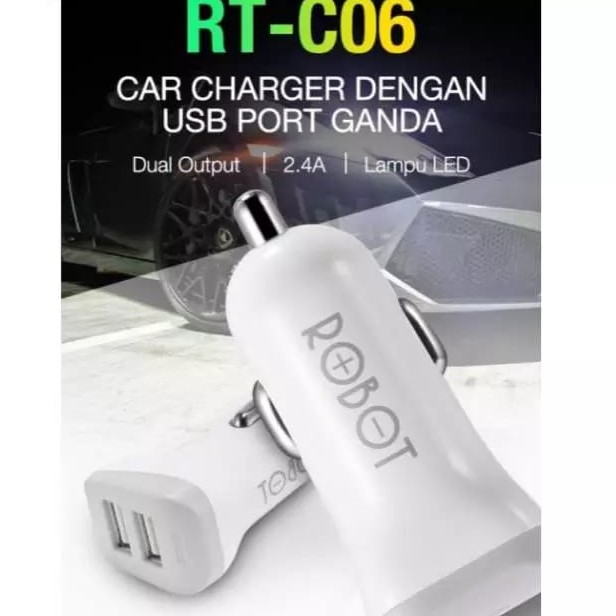 RT-C06
CAR CHARGER DENGAN
USB PORT GANDA
Dual Output | 2.4A | Lampu LED
ROBOT
ROBOT